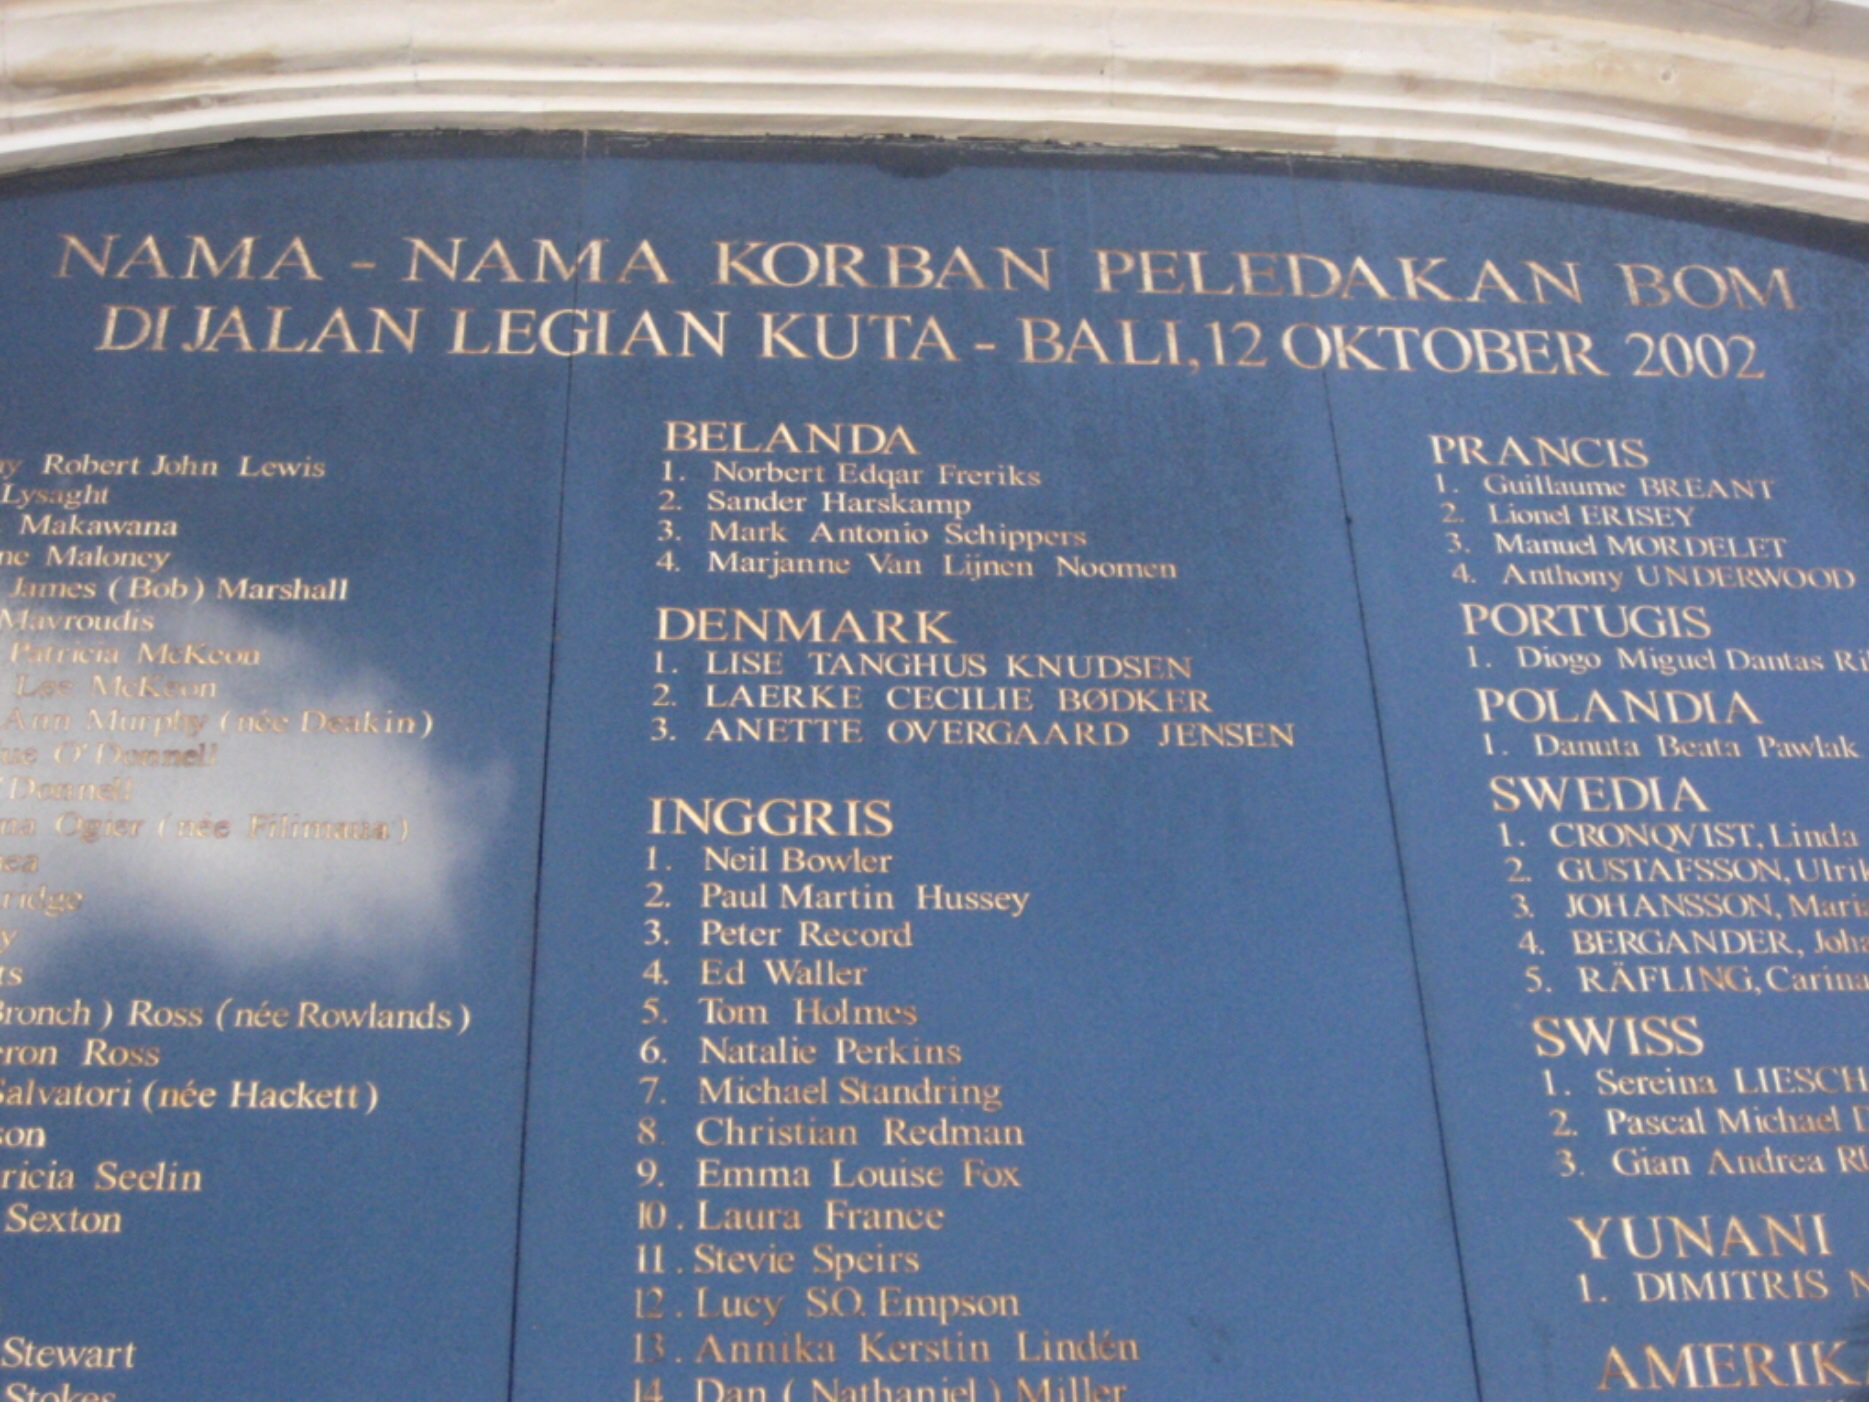 NAMA - NAMA KORBAN PELEDAKAN BOM
DI JALAN LEGIAN KUTA - BALI, 12 OKTOBER 2002
Robert John Lewis
Lysaght
Makawana
Maloney
James (Bob) Marshall
Mavroudis
Patricia McKeon
Lee McKeon
Ann Murphy (née Deakin)
O'Donnell
O'Donnell
Ogier (née Filimana)
Ross (née Rowlands)
Ross
Salvatori (née Hackett)
Seelin
Sexton
Stewart
Stokes
BELANDA
1. Norbert Edqar Freriks
2. Sander Harskamp
3. Mark Antonio Schippers
4. Marjanne Van Lijnen Noomen
DENMARK
1. LISE TANGHUS KNUDSEN
2. LAERKE CECILIE BØDKER
3. ANETTE OVERGAARD JENSEN
INGGRIS
1. Neil Bowler
2. Paul Martin Hussey
3. Peter Record
4. Ed Waller
5. Tom Holmes
6. Natalie Perkins
7. Michael Standring
8. Christian Redman
9. Emma Louise Fox
10. Laura France
11. Stevie Speirs
12. Lucy S.O. Empson
13. Annika Kerstin Lindén
14. Dan (Nathaniel) Miller
PRANCIS
1. Guillaume BREANT
2. Lionel ERISEY
3. Manuel MORDELET
4. Anthony UNDERWOOD
PORTUGIS
1. Diogo Miguel Dantas
POLANDIA
1. Danuta Beata Pawlak
SWEDIA
1. CRONQVIST, Linda
2. GUSTAFSSON,
3. JOHANSSON,
4. BERGANDER,
5. RÄFLING, Carina
SWISS
1. Sereina
2. Pascal Michael
3. Gian Andrea
YUNANI
1. DIMITRIS